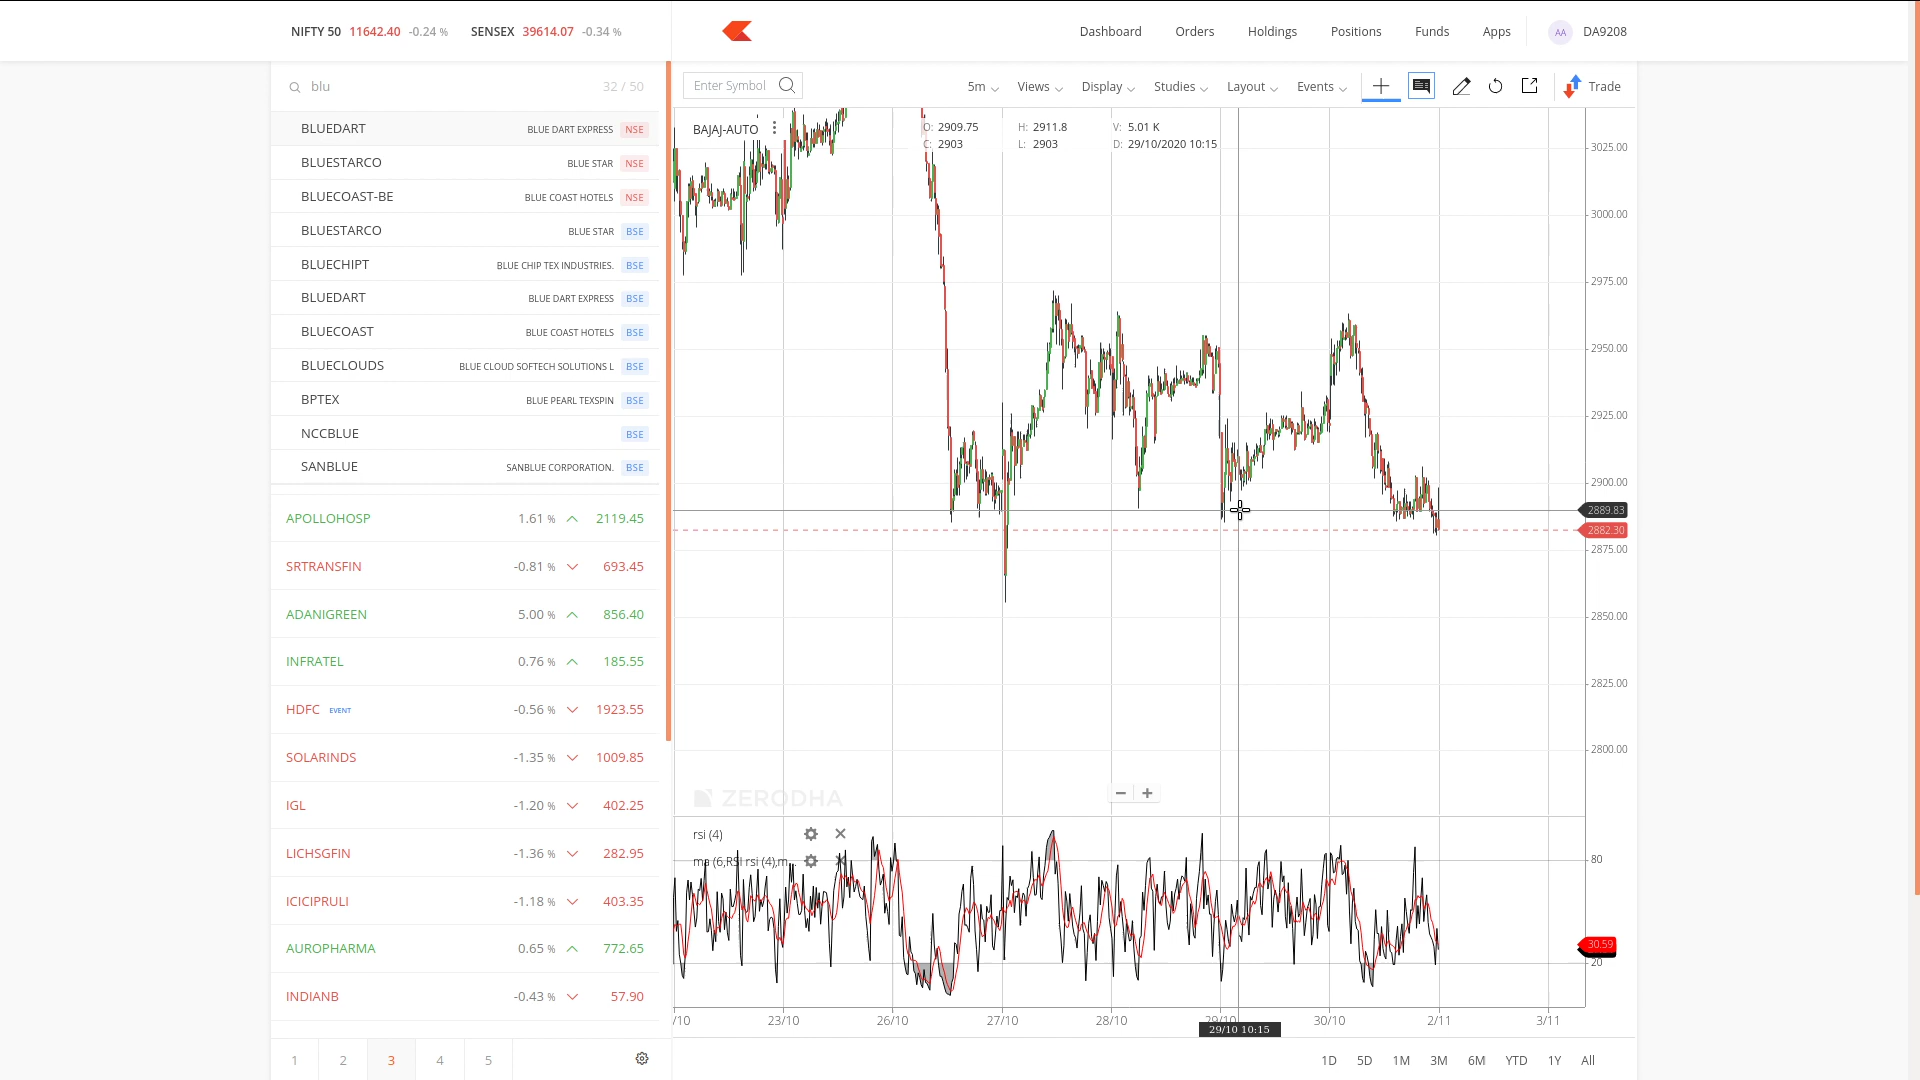 NIFTY 50 11642.40 -0.24 % SENSEX 39614.07 -0.34 %
Dashboard Orders Holdings Positions Funds Apps AA DA9208
blu 32 / 50
BLUEDART BLUE DART EXPRESS NSE
BLUESTARCO BLUE STAR NSE
BLUECOAST-BE BLUE COAST HOTELS NSE
BLUESTARCO BLUE STAR BSE
BLUECHIPT BLUE CHIP TEX INDUSTRIES. BSE
BLUEDART BLUE DART EXPRESS BSE
BLUECOAST BLUE COAST HOTELS BSE
BLUECLOUDS BLUE CLOUD SOFTECH SOLUTIONS L BSE
BPTEX BLUE PEARL TEXSPIN BSE
NCCBLUE BSE
SANBLUE SANBLUE CORPORATION. BSE
APOLLOHOSP 1.61 % 2119.45
SRTRANSFIN -0.81 % 693.45
ADANIGREEN 5.00 % 856.40
INFRATEL 0.76 % 185.55
HDFC EVENT -0.56 % 1923.55
SOLARINDS -1.35 % 1009.85
IGL -1.20 % 402.25
LICHSGFIN -1.36 % 282.95
ICICIPRULI -1.18 % 403.35
AUROPHARMA 0.65 % 772.65
INDIANB -0.43 % 57.90
1 2 3 4 5
Enter Symbol 5m Views Display Studies Layout Events Trade
BAJAJ-AUTO
O: 2909.75 H: 2911.8 V: 5.01 K
C: 2903 L: 2903 D: 29/10/2020 10:15
3025.00
3000.00
2975.00
2950.00
2925.00
2900.00
2889.83
2882.30
2875.00
2850.00
2825.00
2800.00
ZERODHA
− +
rsi (4)
ma (6,RSI rsi (4),m
80
30.59
20
/10 23/10 26/10 27/10 28/10 29/10 30/10 2/11 3/11
29/10 10:15
1D 5D 1M 3M 6M YTD 1Y All